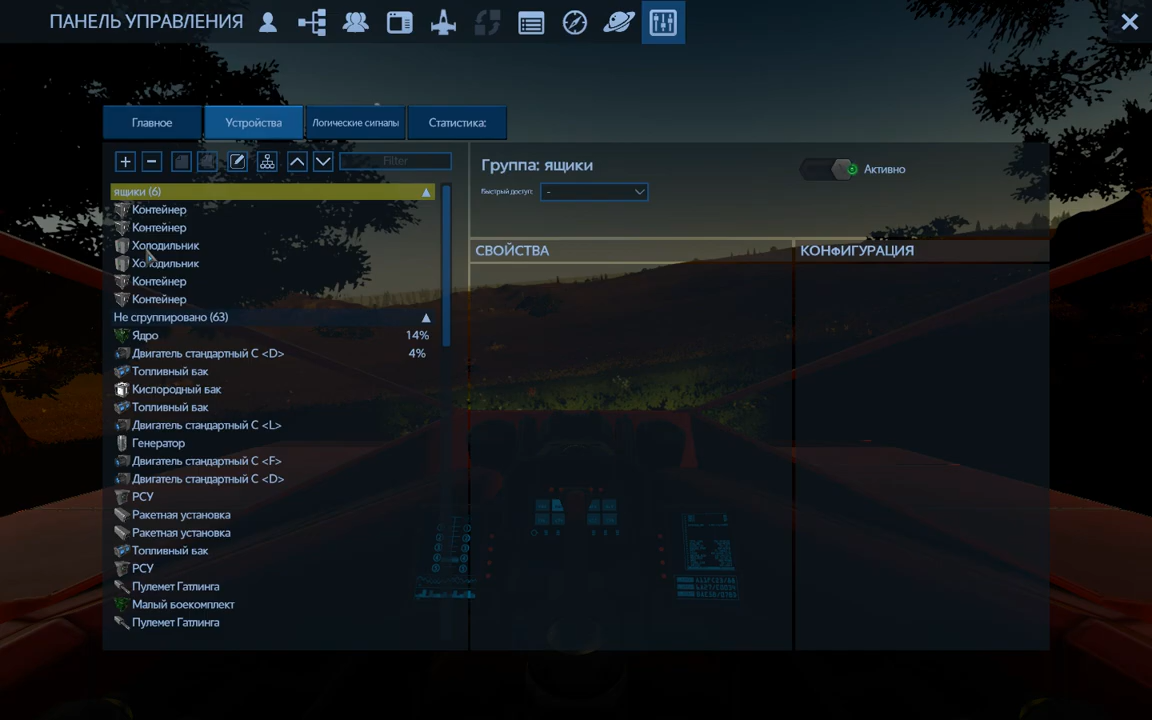 ПАНЕЛЬ УПРАВЛЕНИЯ
Главное
Устройства
Логические сигналы
Статистика:
Filter
ящики (6)
Контейнер
Контейнер
Холодильник
Холодильник
Контейнер
Контейнер
Не сгруппировано (63)
Ядро 14%
Двигатель стандартный C <D> 4%
Топливный бак
Кислородный бак
Топливный бак
Двигатель стандартный C <L>
Генератор
Двигатель стандартный C <F>
Двигатель стандартный C <D>
РСУ
Ракетная установка
Ракетная установка
Топливный бак
РСУ
Пулемет Гатлинга
Малый боекомплект
Пулемет Гатлинга
Группа: ящики
Активно
Быстрый доступ: -
СВОЙСТВА
КОНФИГУРАЦИЯ